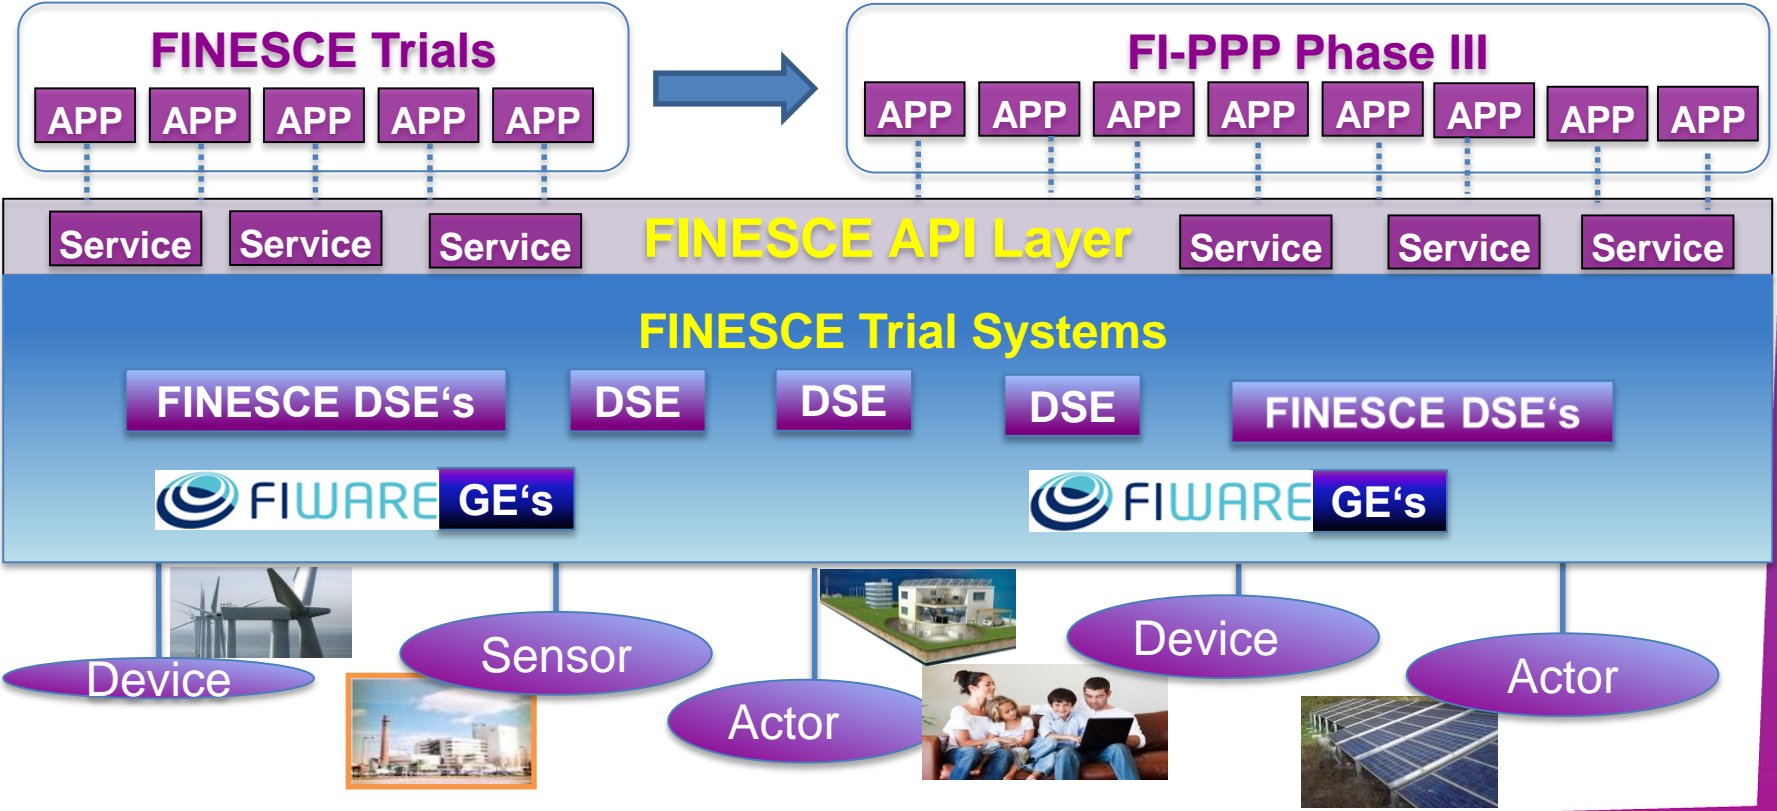 FINESCE Trials
FI-PPP Phase III
APP APP APP APP APP
APP APP APP APP APP APP APP APP
Service Service Service
FINESCE API Layer
Service Service Service
FINESCE Trial Systems
FINESCE DSE‘s
DSE
DSE
DSE
FINESCE DSE‘s
FIWARE GE‘s
FIWARE GE‘s
Device
Sensor
Actor
Device
Actor